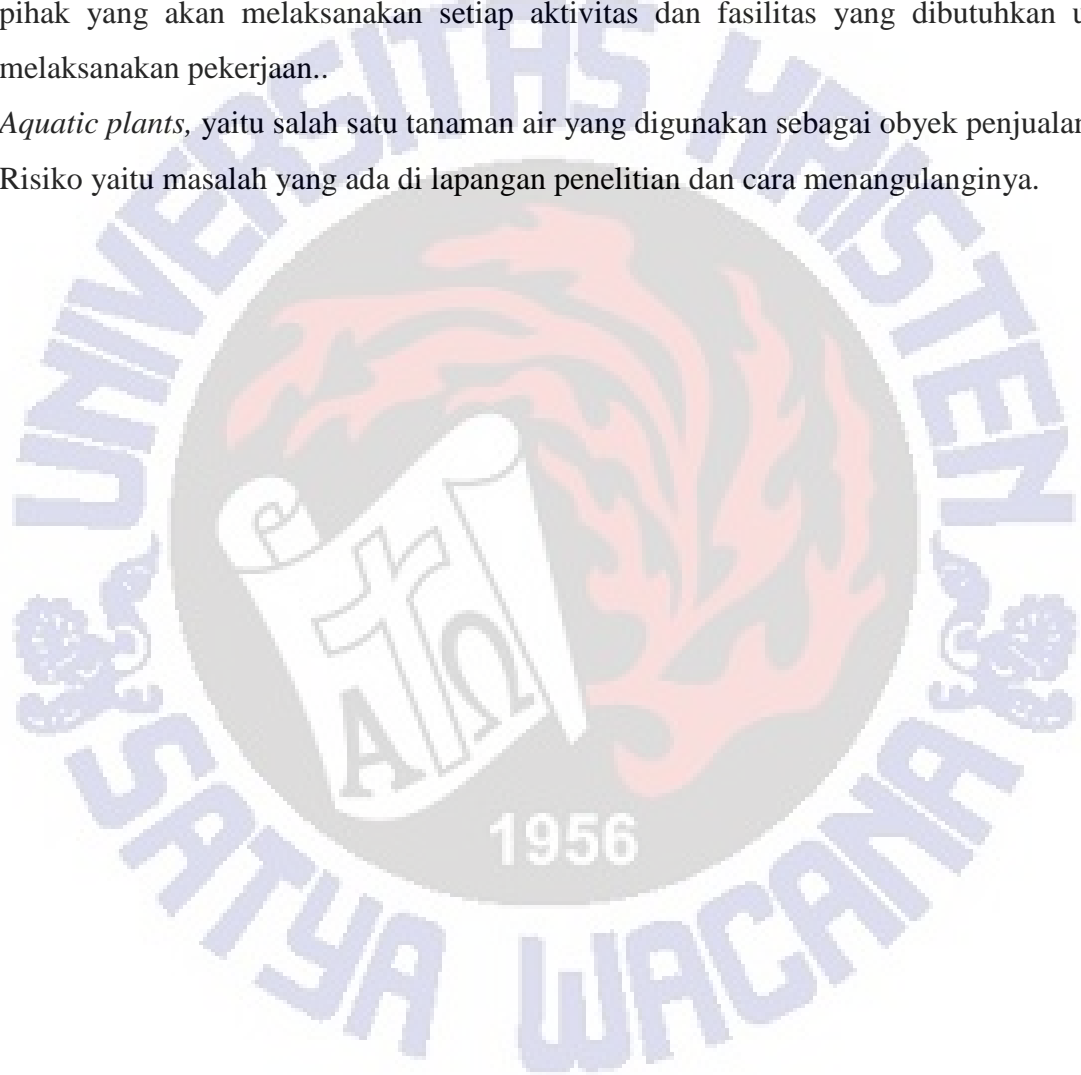 pihak yang akan melaksanakan setiap aktivitas dan fasilitas yang dibutuhkan
melaksanakan pekerjaan..
Aquatic plants, yaitu salah satu tanaman air yang digunakan sebagai obyek penjualan
Risiko yaitu masalah yang ada di lapangan penelitian dan cara menangulanginya.
UNIVERSITAS KRISTEN
SATYA WACANA
A Ω
1956